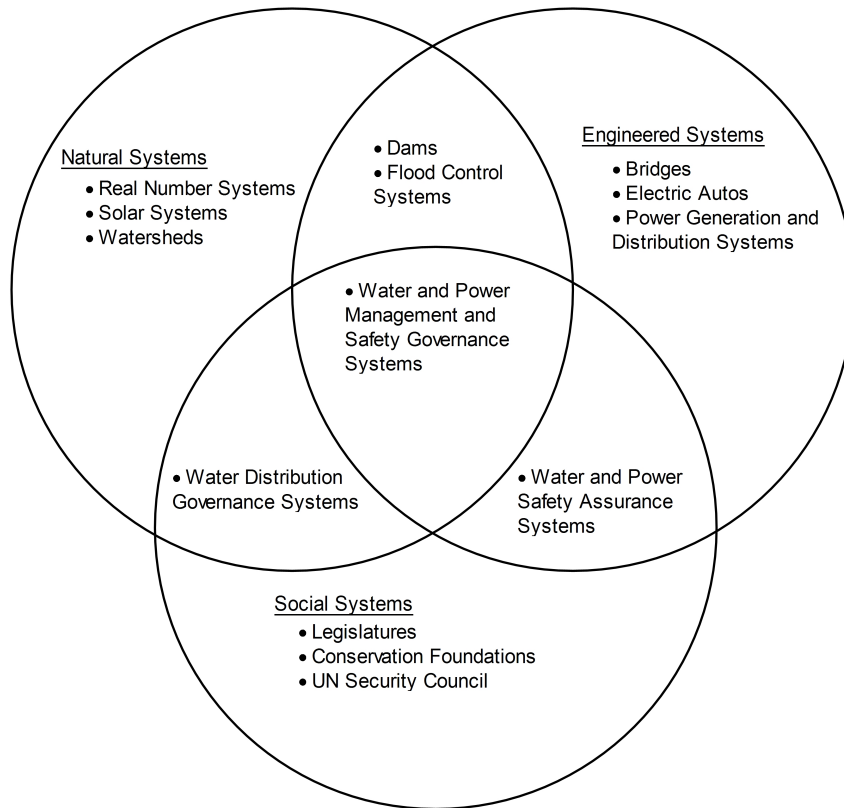 Natural Systems
• Real Number Systems
• Solar Systems
• Watersheds
• Dams
• Flood Control
Systems
Engineered Systems
• Bridges
• Electric Autos
• Power Generation and
Distribution Systems
• Water and Power
Management and
Safety Governance
Systems
• Water Distribution
Governance Systems
• Water and Power
Safety Assurance
Systems
Social Systems
• Legislatures
• Conservation Foundations
• UN Security Council